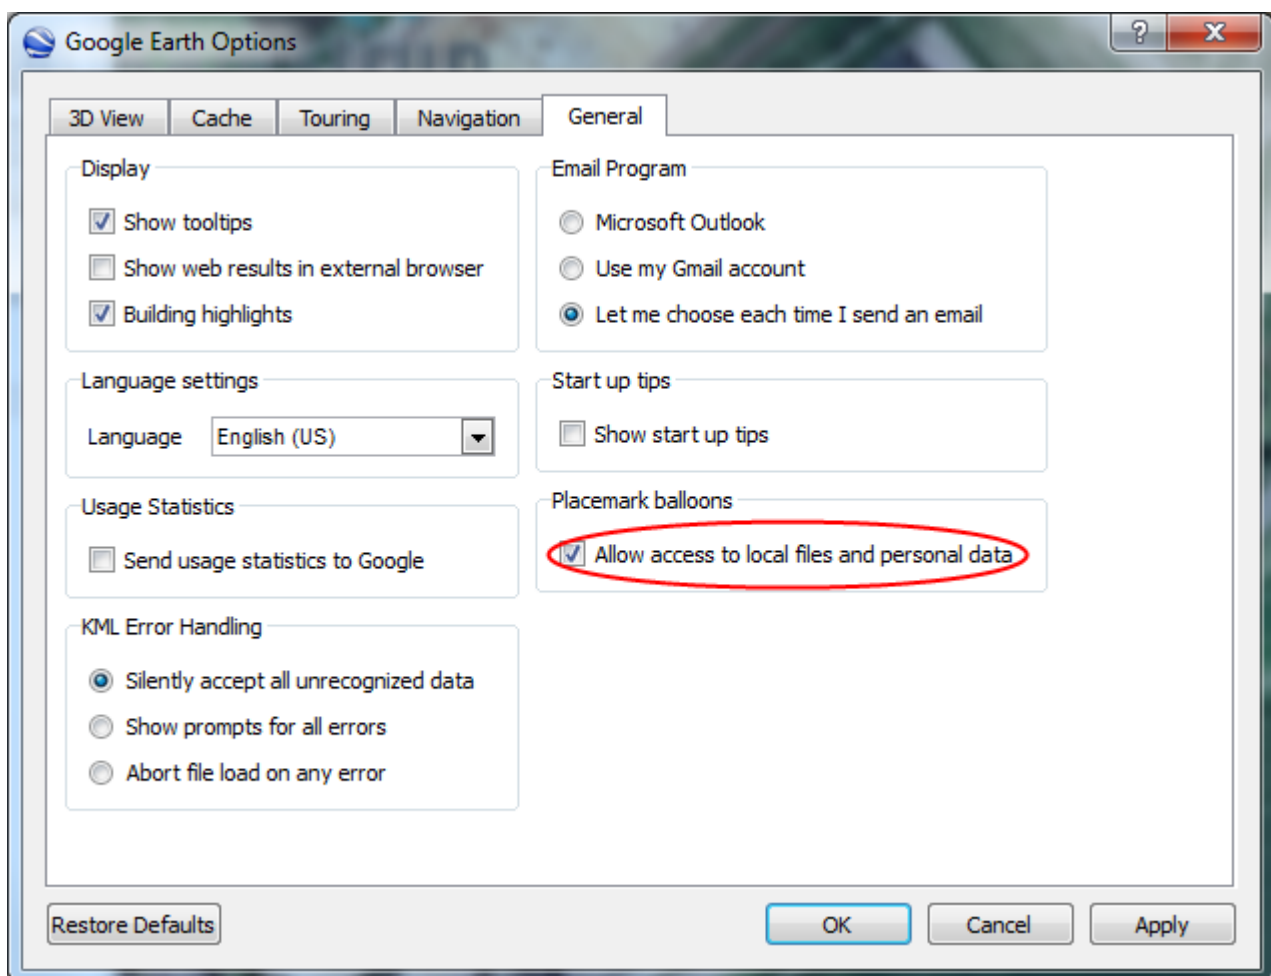 Google Earth Options
3D View Cache Touring Navigation General
Display
Show tooltips
Show web results in external browser
Building highlights
Language settings
Language English (US)
Usage Statistics
Send usage statistics to Google
KML Error Handling
Silently accept all unrecognized data
Show prompts for all errors
Abort file load on any error
Email Program
Microsoft Outlook
Use my Gmail account
Let me choose each time I send an email
Start up tips
Show start up tips
Placemark balloons
Allow access to local files and personal data
Restore Defaults OK Cancel Apply